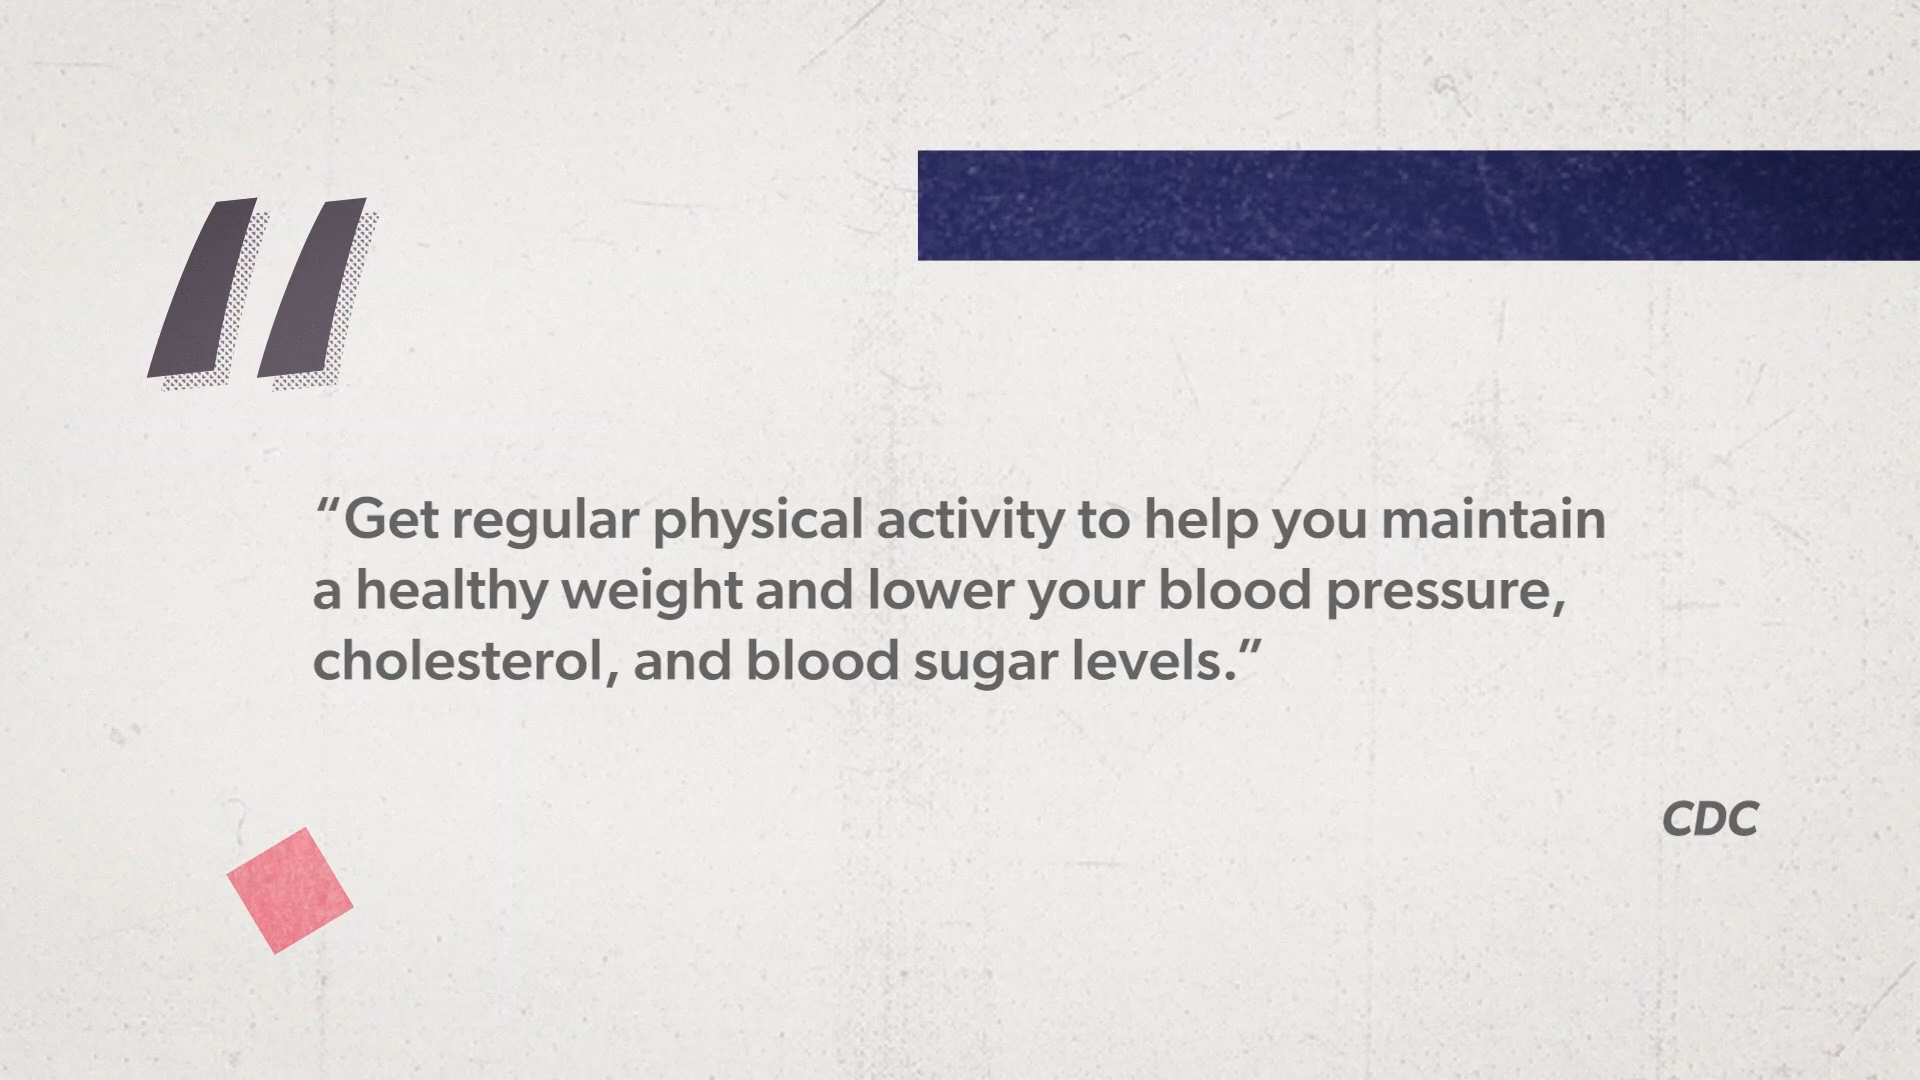 “Get regular physical activity to help you maintain
a healthy weight and lower your blood pressure,
cholesterol, and blood sugar levels.”
CDC